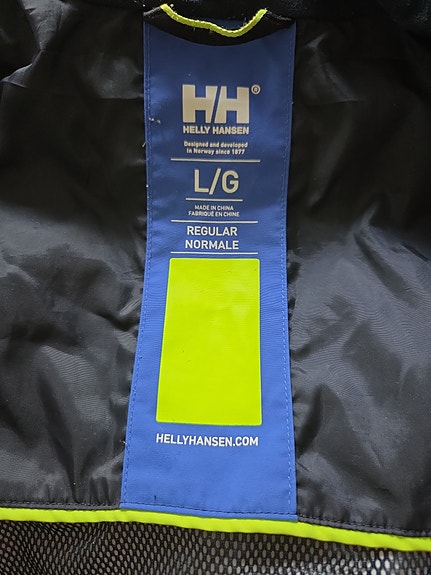 HH®
HELLY HANSEN
Designed and developed
in Norway since 1877
L/G
MADE IN CHINA
FABRIQUÉ EN CHINE
REGULAR
NORMALE
HELLYHANSEN.COM